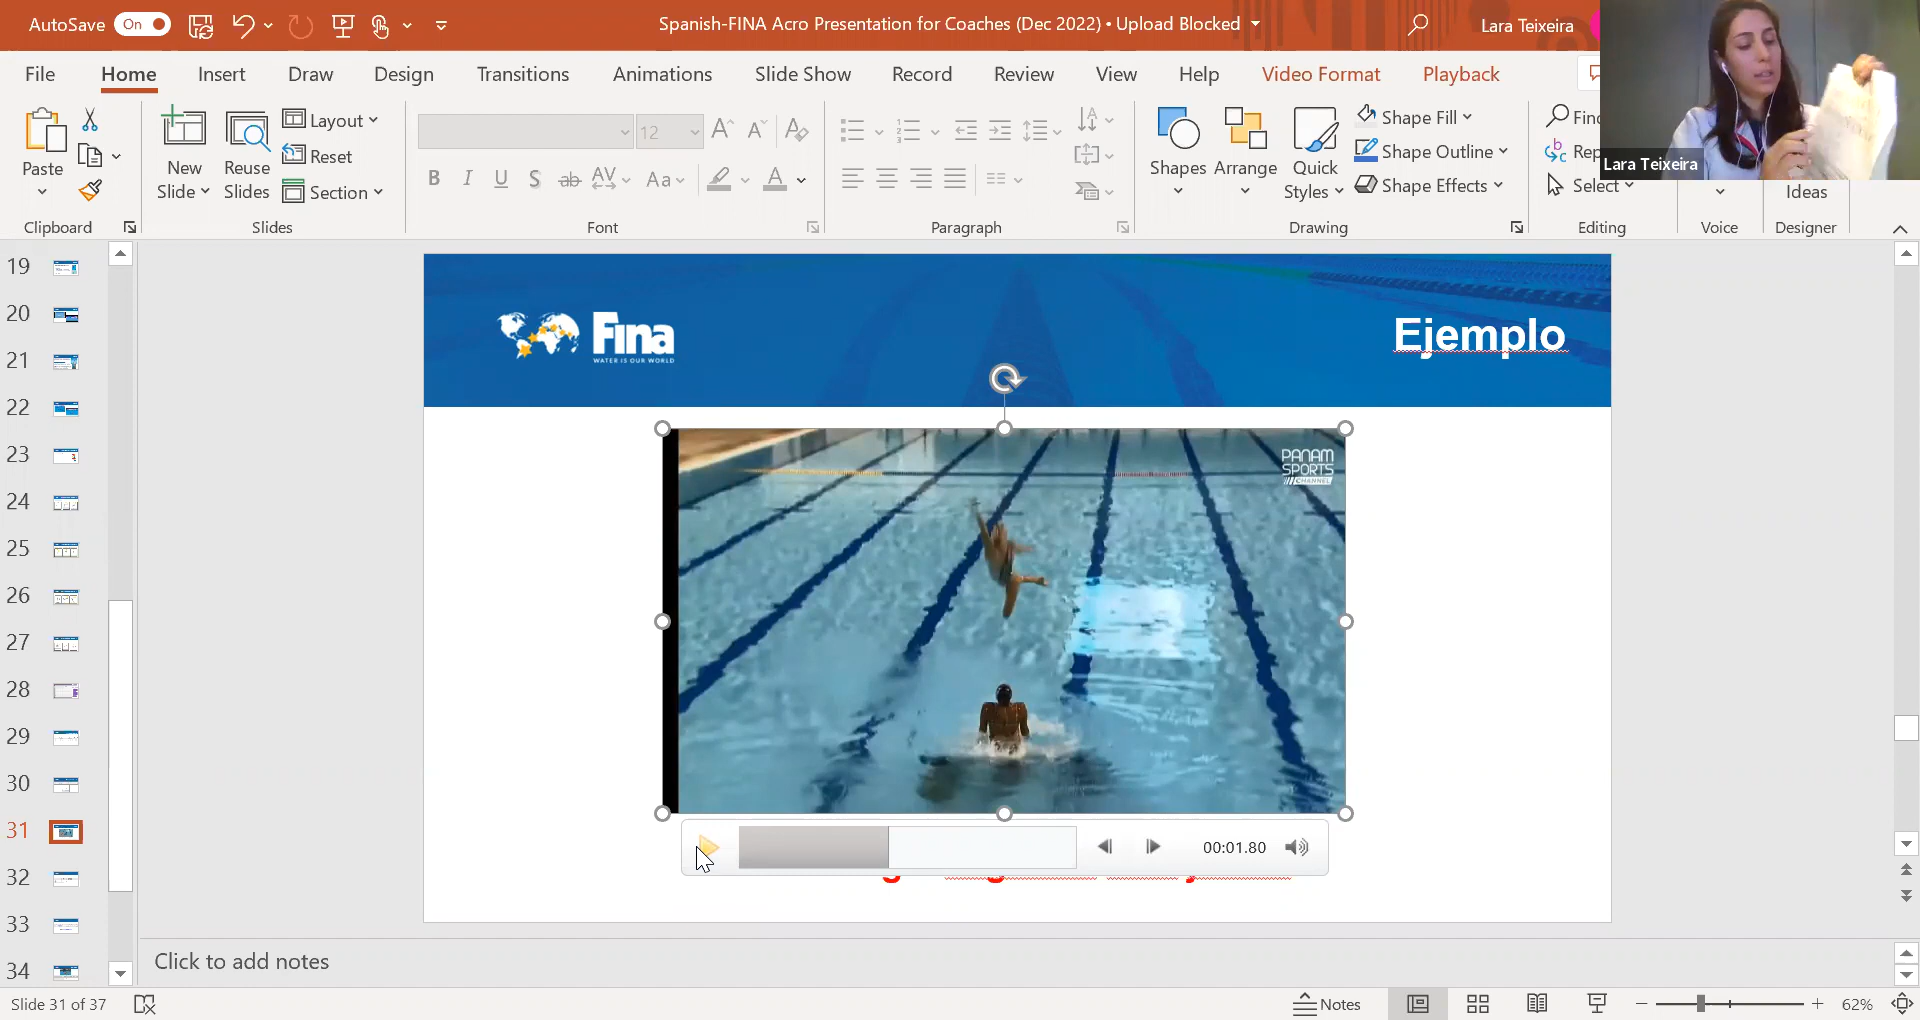 AutoSave On
Spanish-FINA Acro Presentation for Coaches (Dec 2022) • Upload Blocked
Lara Teixeira
File Home Insert Draw Design Transitions Animations Slide Show Record Review View Help Video Format Playback
Paste
Clipboard
New Slide
Reuse Slides
Layout
Reset
Section
Slides
12
B I U S ab AV Aa A
Font
Paragraph
Shapes
Arrange
Quick Styles
Shape Fill
Shape Outline
Shape Effects
Drawing
Select
Editing
Voice
Ideas
Designer
Lara Teixeira
19
20
21
22
23
24
25
26
27
28
29
30
31
32
33
34
Fina
WATER IS OUR WORLD
Ejemplo
PANAM
SPORTS
CHANNEL
00:01.80
Click to add notes
Slide 31 of 37
Notes
62%